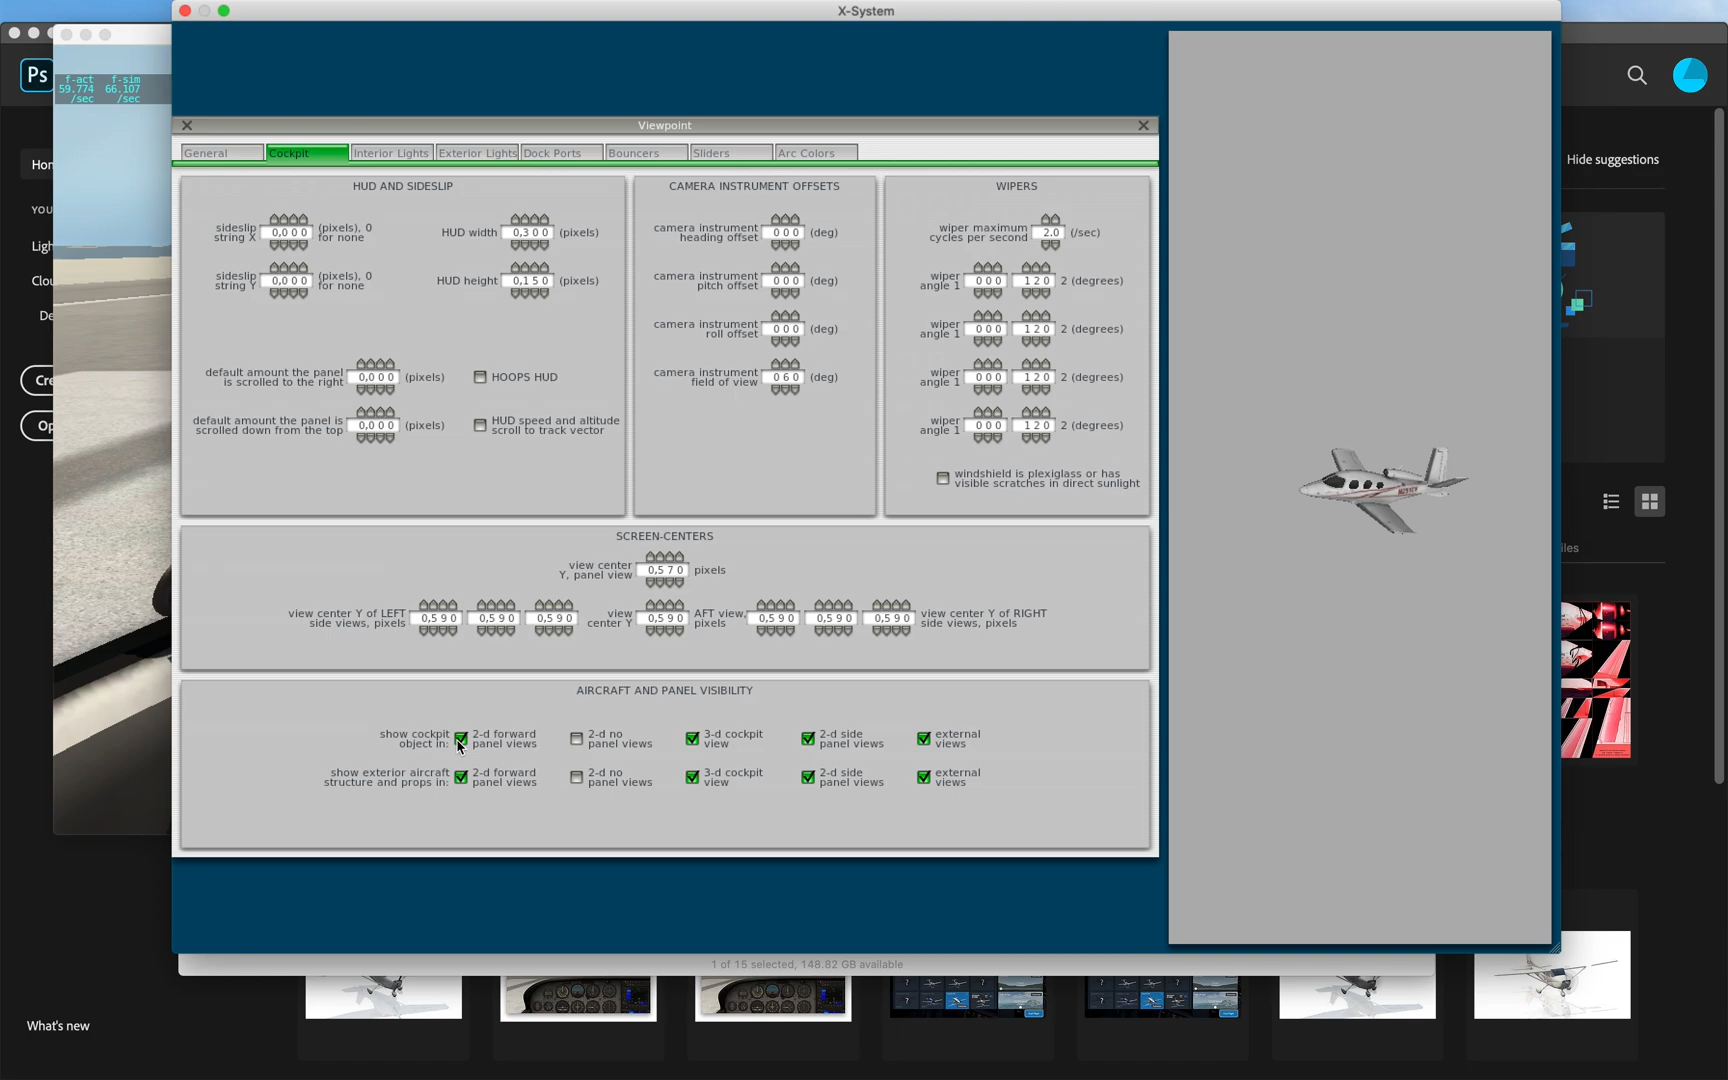 X-System
Ps
f-act f-sim
59.774 66.107
/sec /sec
Viewpoint
General Cockpit Interior Lights Exterior Lights Dock Ports Bouncers Sliders Arc Colors
Hide suggestions
HUD AND SIDESLIP
sideslip
string X
0,000
(pixels), 0
for none
HUD width 0,300 (pixels)
sideslip
string Y
0,000
(pixels), 0
for none
HUD height 0,150 (pixels)
default amount the panel
is scrolled to the right
0,000 (pixels)
HOOPS HUD
default amount the panel is
scrolled down from the top
0,000 (pixels)
HUD speed and altitude
scroll to track vector
CAMERA INSTRUMENT OFFSETS
camera instrument
heading offset
000 (deg)
camera instrument
pitch offset
000 (deg)
camera instrument
roll offset
000 (deg)
camera instrument
field of view
060 (deg)
WIPERS
wiper maximum
cycles per second
2.0 (/sec)
wiper
angle 1
000 120 2 (degrees)
wiper
angle 1
000 120 2 (degrees)
wiper
angle 1
000 120 2 (degrees)
wiper
angle 1
000 120 2 (degrees)
windshield is plexiglass or has
visible scratches in direct sunlight
SCREEN-CENTERS
view center
Y, panel view
0,570 pixels
view center Y of LEFT
side views, pixels
0,590 0,590 0,590
view
center Y
0,590
AFT view,
pixels
0,590 0,590 0,590
view center Y of RIGHT
side views, pixels
AIRCRAFT AND PANEL VISIBILITY
show cockpit
object in:
2-d forward
panel views
2-d no
panel views
3-d cockpit
view
2-d side
panel views
external
views
show exterior aircraft
structure and props in:
2-d forward
panel views
2-d no
panel views
3-d cockpit
view
2-d side
panel views
external
views
1 of 15 selected, 148.82 GB available
What's new